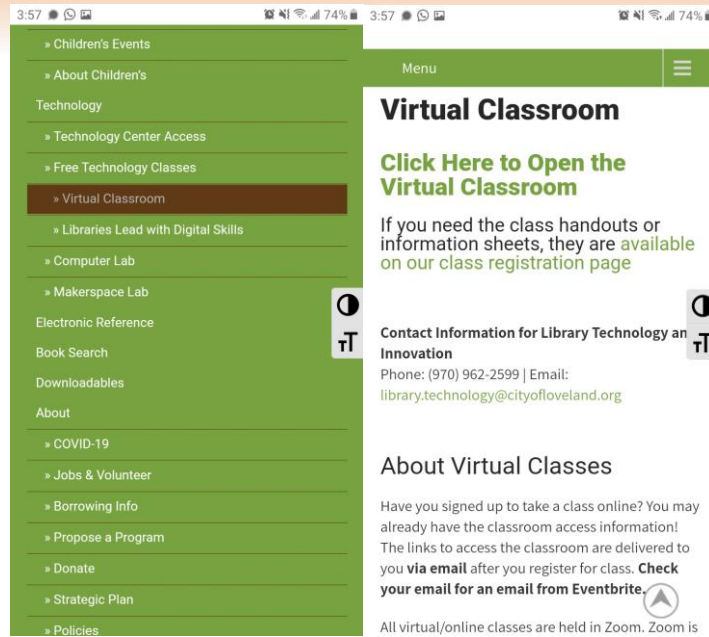 3:57 74%
» Children's Events
» About Children's
Technology
» Technology Center Access
» Free Technology Classes
» Virtual Classroom
» Libraries Lead with Digital Skills
» Computer Lab
» Makerspace Lab
Electronic Reference
Book Search
Downloadables
About
» COVID-19
» Jobs & Volunteer
» Borrowing Info
» Propose a Program
» Donate
» Strategic Plan
» Policies
3:57 74%
Menu
Virtual Classroom
Click Here to Open the
Virtual Classroom
If you need the class handouts or
information sheets, they are available
on our class registration page
Contact Information for Library Technology an
Innovation
Phone: (970) 962-2599 | Email:
library.technology@cityofloveland.org
About Virtual Classes
Have you signed up to take a class online? You may
already have the classroom access information!
The links to access the classroom are delivered to
you via email after you register for class. Check
your email for an email from Eventbrite.
All virtual/online classes are held in Zoom. Zoom is
TT
TT